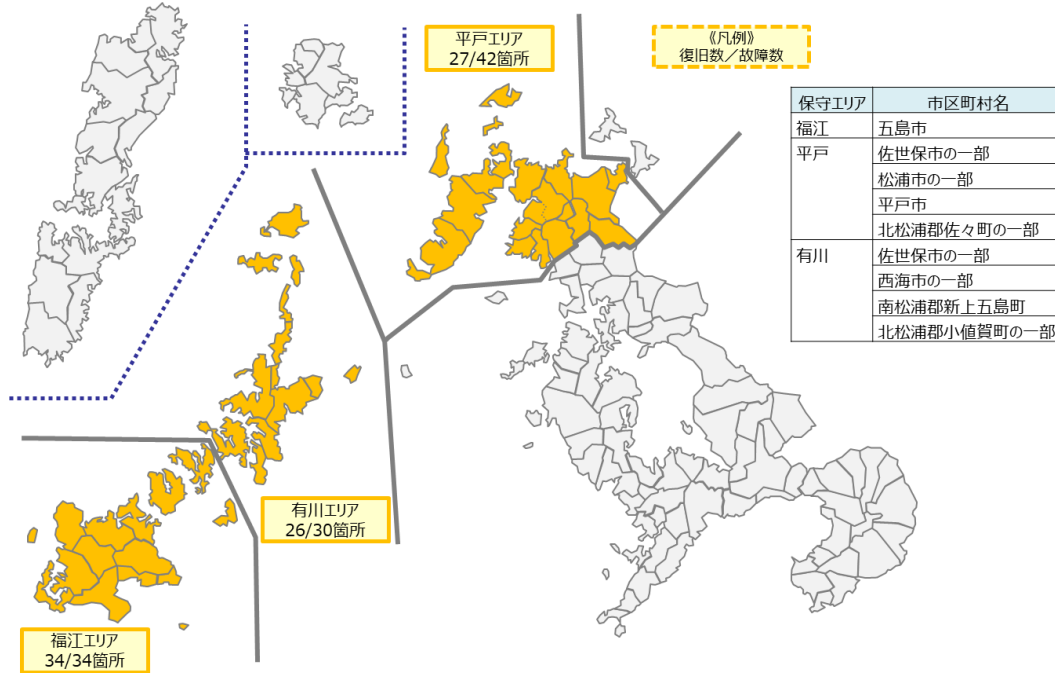 平戸エリア
27/42箇所
《凡例》
復旧数／故障数
保守エリア 市区町村名
福江 五島市
平戸 佐世保市の一部
松浦市の一部
平戸市
北松浦郡佐々町の一部
有川 佐世保市の一部
西海市の一部
南松浦郡新上五島町
北松浦郡小値賀町の一部
有川エリア
26/30箇所
福江エリア
34/34箇所